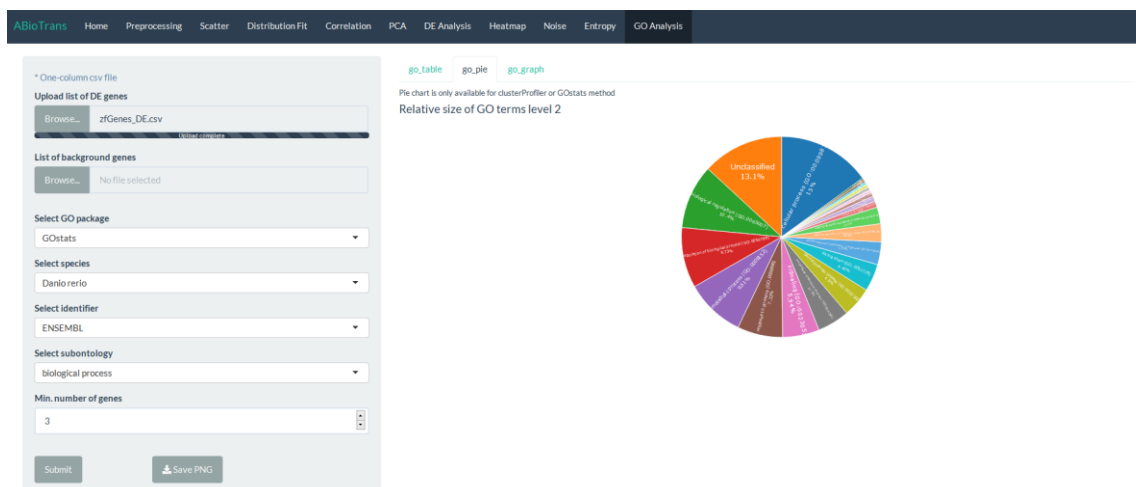 ABioTrans Home Preprocessing Scatter Distribution Fit Correlation PCA DE Analysis Heatmap Noise Entropy GO Analysis
* One-column csv file
Upload list of DE genes
Browse... zfGenes_DE.csv
Upload complete
List of background genes
Browse... No file selected
Select GO package
GOstats
Select species
Danio rerio
Select identifier
ENSEMBL
Select subontology
biological process
Min. number of genes
3
Submit Save PNG
go_table go_pie go_graph
Pie chart is only available for clusterProfiler or GOstats method
Relative size of GO terms level 2
Unclassified
13.1%
15%